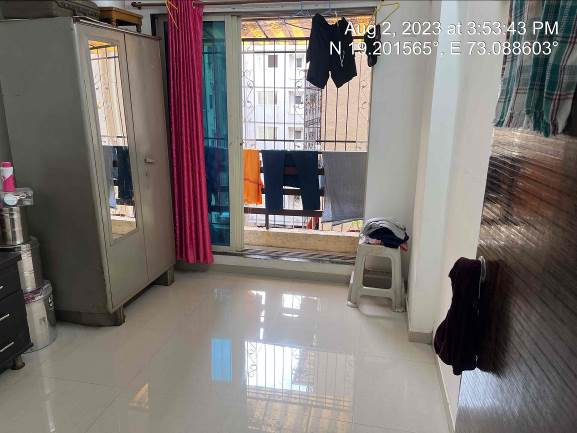 Aug 2, 2023 at 3:53:43 PM
N 19.201565°, E 73.088603°